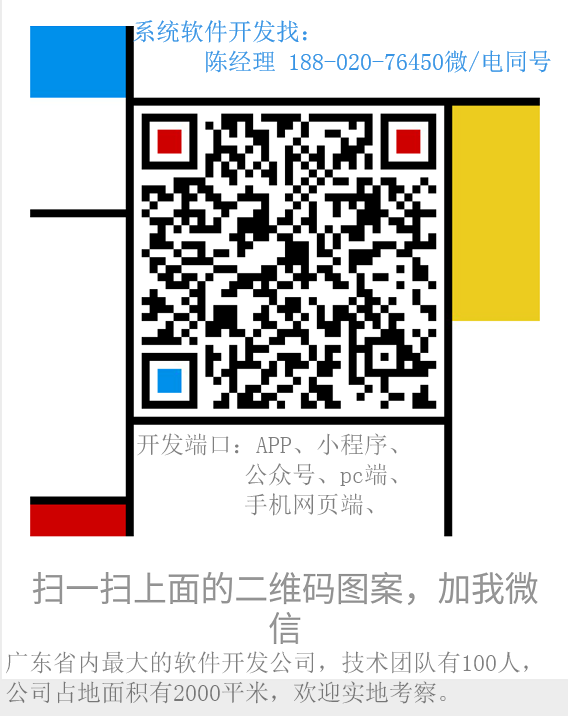 系统软件开发找：
陈经理 188-020-76450微/电同号
开发端口：APP、小程序、
公众号、pc端、
手机网页端、
扫一扫上面的二维码图案，加我微
信
广东省内最大的软件开发公司，技术团队有100人，
公司占地面积有2000平米，欢迎实地考察。